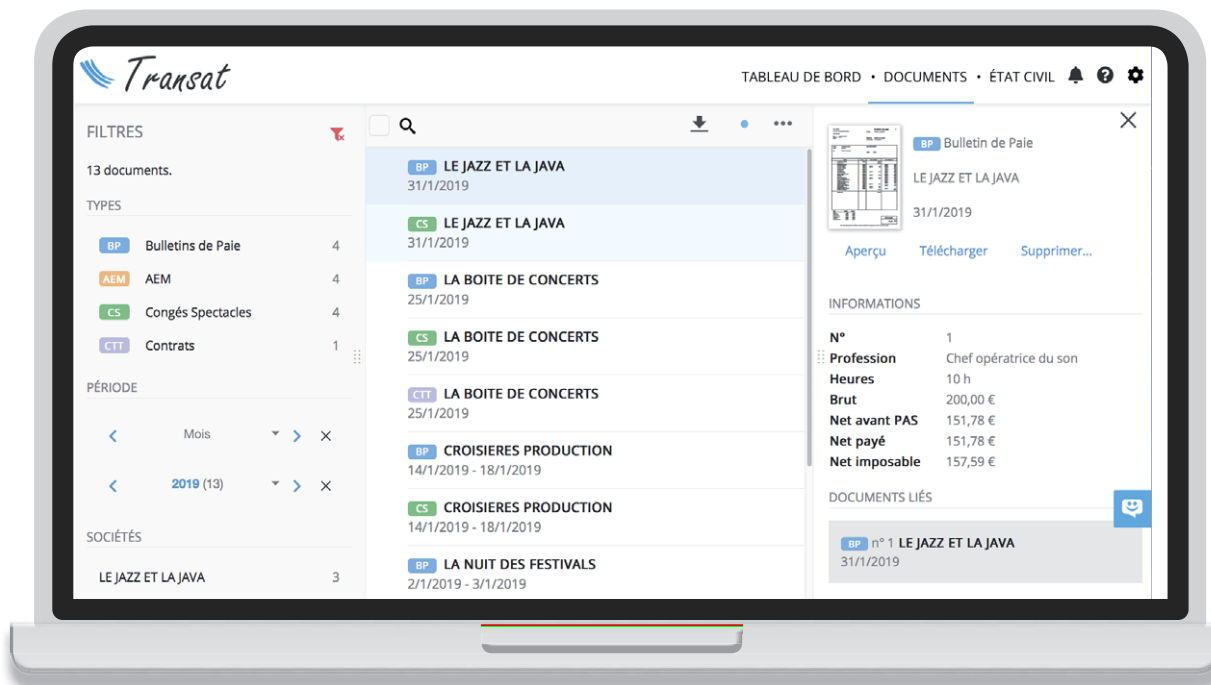 Transat
TABLEAU DE BORD • DOCUMENTS • ÉTAT CIVIL
FILTRES
13 documents.
TYPES
BP Bulletins de Paie 4
AEM AEM 4
CS Congés Spectacles 4
CTT Contrats 1
PÉRIODE
Mois
2019 (13)
SOCIÉTÉS
LE JAZZ ET LA JAVA 3
BP LE JAZZ ET LA JAVA
31/1/2019
CS LE JAZZ ET LA JAVA
31/1/2019
BP LA BOITE DE CONCERTS
25/1/2019
CS LA BOITE DE CONCERTS
25/1/2019
CTT LA BOITE DE CONCERTS
25/1/2019
BP CROISIERES PRODUCTION
14/1/2019 - 18/1/2019
CS CROISIERES PRODUCTION
14/1/2019 - 18/1/2019
BP LA NUIT DES FESTIVALS
2/1/2019 - 3/1/2019
BP Bulletin de Paie
LE JAZZ ET LA JAVA
31/1/2019
Aperçu Télécharger Supprimer...
INFORMATIONS
N° 1
Profession Chef opératrice du son
Heures 10 h
Brut 200,00 €
Net avant PAS 151,78 €
Net payé 151,78 €
Net imposable 157,59 €
DOCUMENTS LIÉS
BP n° 1 LE JAZZ ET LA JAVA
31/1/2019